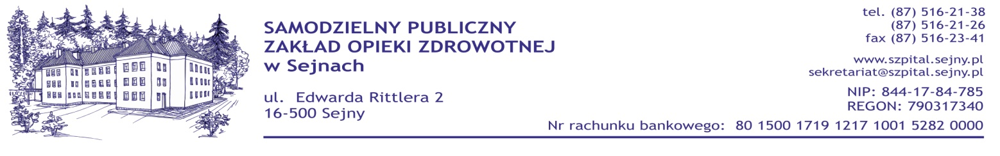 SAMODZIELNY PUBLICZNY
ZAKŁAD OPIEKI ZDROWOTNEJ
w Sejnach
ul. Edwarda Rittlera 2
16-500 Sejny
tel. (87) 516-21-38
(87) 516-21-26
fax (87) 516-23-41
www.szpital.sejny.pl
sekretariat@szpital.sejny.pl
NIP: 844-17-84-785
REGON: 790317340
Nr rachunku bankowego: 80 1500 1719 1217 1001 5282 0000